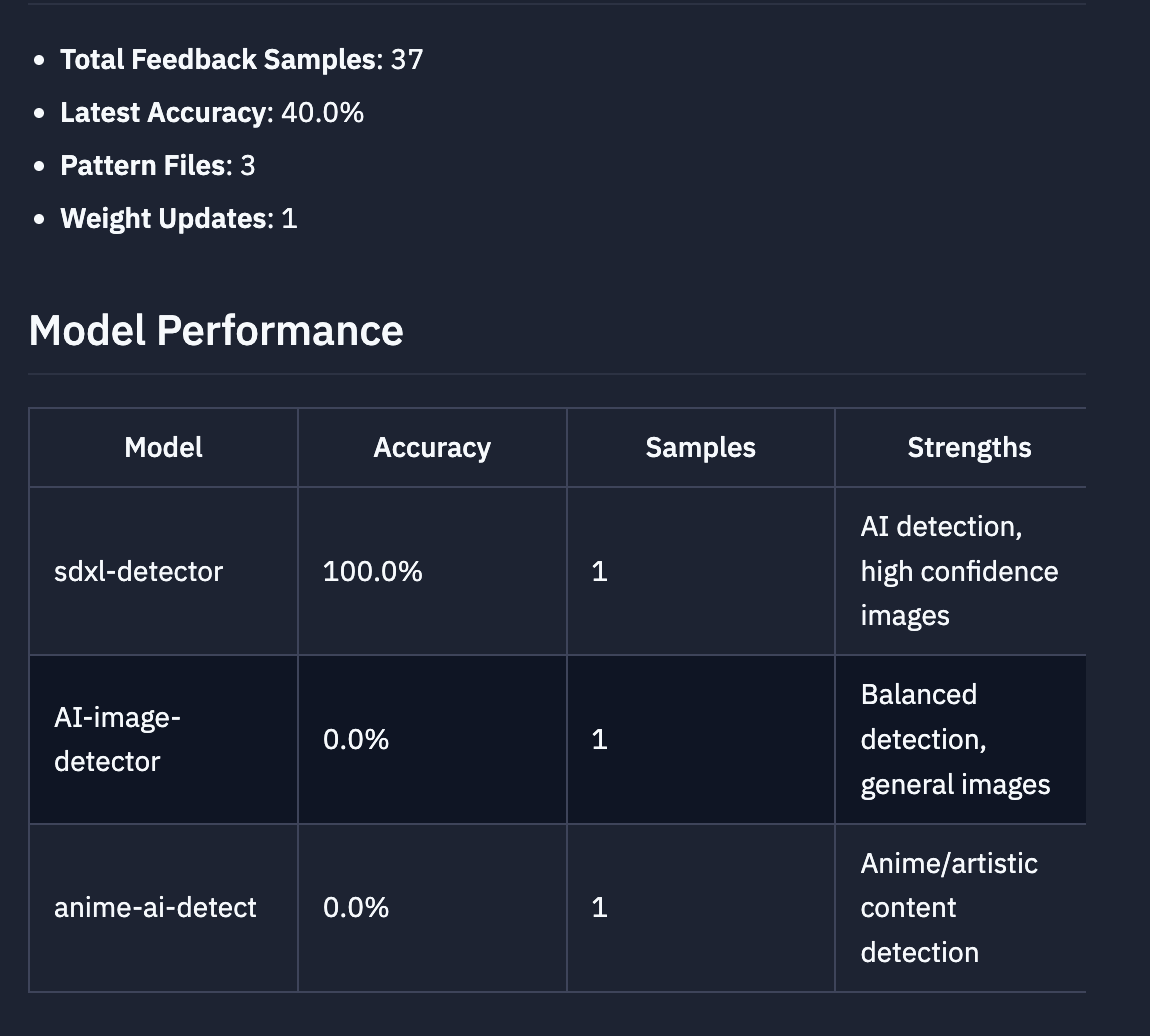 Total Feedback Samples: 37
Latest Accuracy: 40.0%
Pattern Files: 3
Weight Updates: 1
Model Performance
Model Accuracy Samples Strengths
sdxl-detector 100.0% 1 AI detection,
high confidence
images
AI-image-
detector 0.0% 1 Balanced
detection,
general images
anime-ai-detect 0.0% 1 Anime/artistic
content
detection